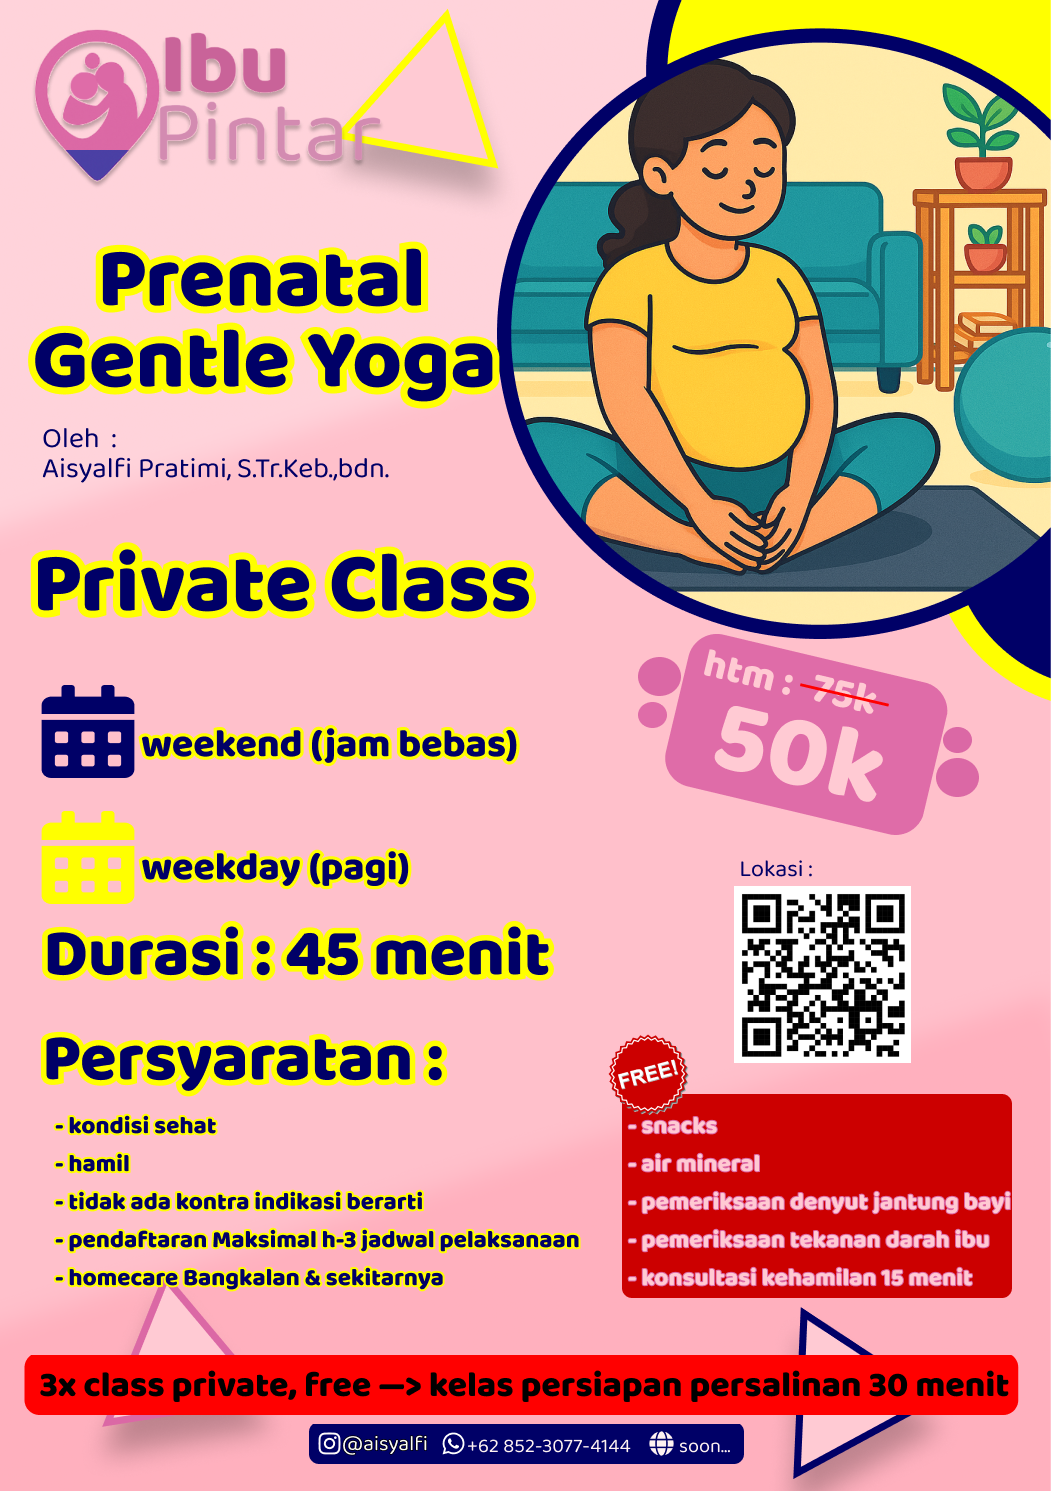 Ibu
Pintar
Prenatal
Gentle Yoga
Oleh :
Aisyalfi Pratimi, S.Tr.Keb.,bdn.
Private Class
htm : 75k
50k
weekend (jam bebas)
weekday (pagi)
Lokasi :
Durasi : 45 menit
Persyaratan :
- kondisi sehat
- hamil
- tidak ada kontra indikasi berarti
- pendaftaran Maksimal h-3 jadwal pelaksanaan
- homecare Bangkalan & sekitarnya
FREE!
- snacks
- air mineral
- pemeriksaan denyut jantung bayi
- pemeriksaan tekanan darah ibu
- konsultasi kehamilan 15 menit
3x class private, free —> kelas persiapan persalinan 30 menit
@aisyalfi +62 852-3077-4144 soon...